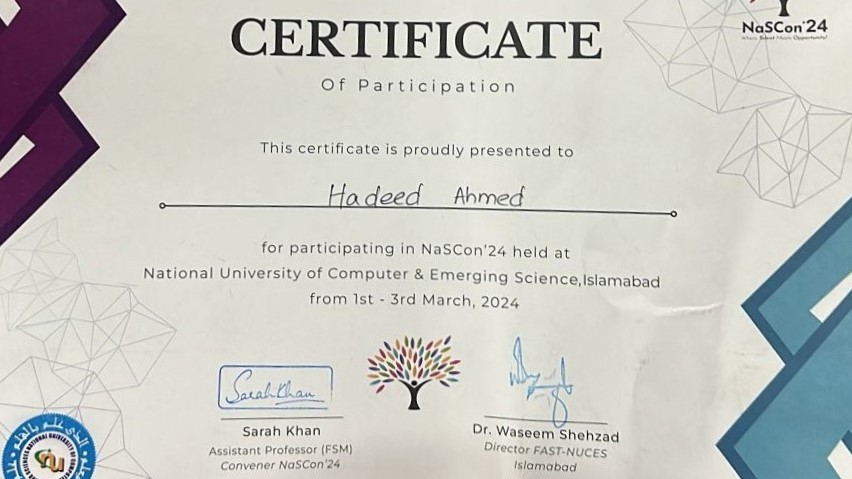 CERTIFICATE
NaSCon'24
Of Participation
This certificate is proudly presented to
Hadeed Ahmed
for participating in NaSCon'24 held at
National University of Computer & Emerging Science,Islamabad
from 1st - 3rd March, 2024
Sarah Khan
Sarah Khan
Assistant Professor (FSM)
Convener NaSCon'24
Dr. Waseem Shehzad
Director FAST-NUCES
Islamabad